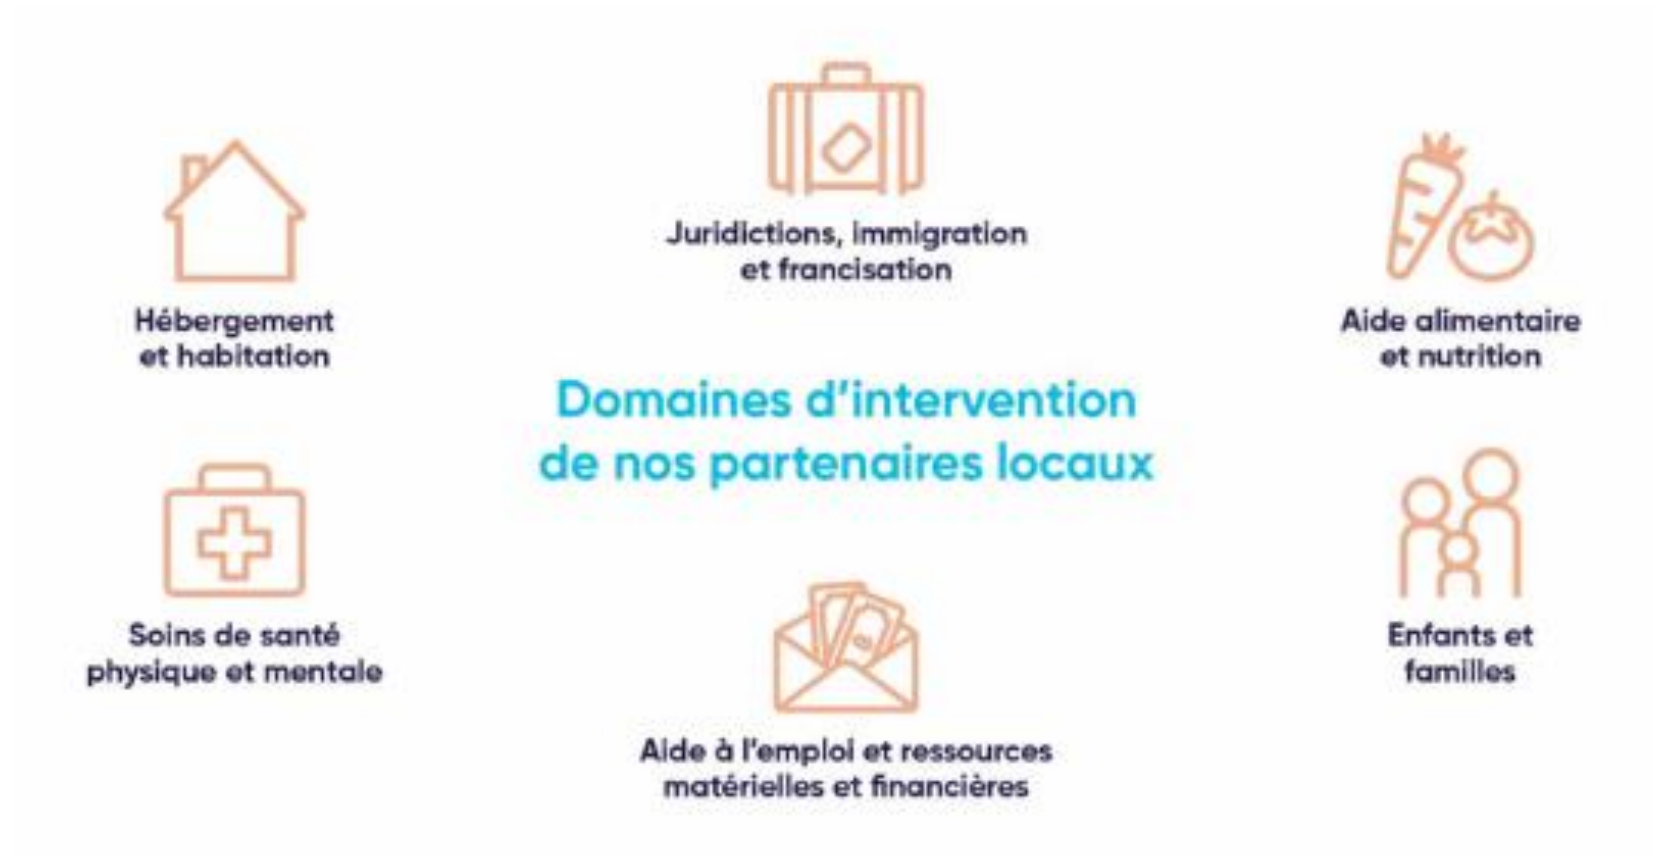 Juridictions, immigration
et francisation
Hébergement
et habitation
Aide alimentaire
et nutrition
Domaines d'intervention
de nos partenaires locaux
Soins de santé
physique et mentale
Enfants et
familles
Aide à l'emploi et ressources
matérielles et financières